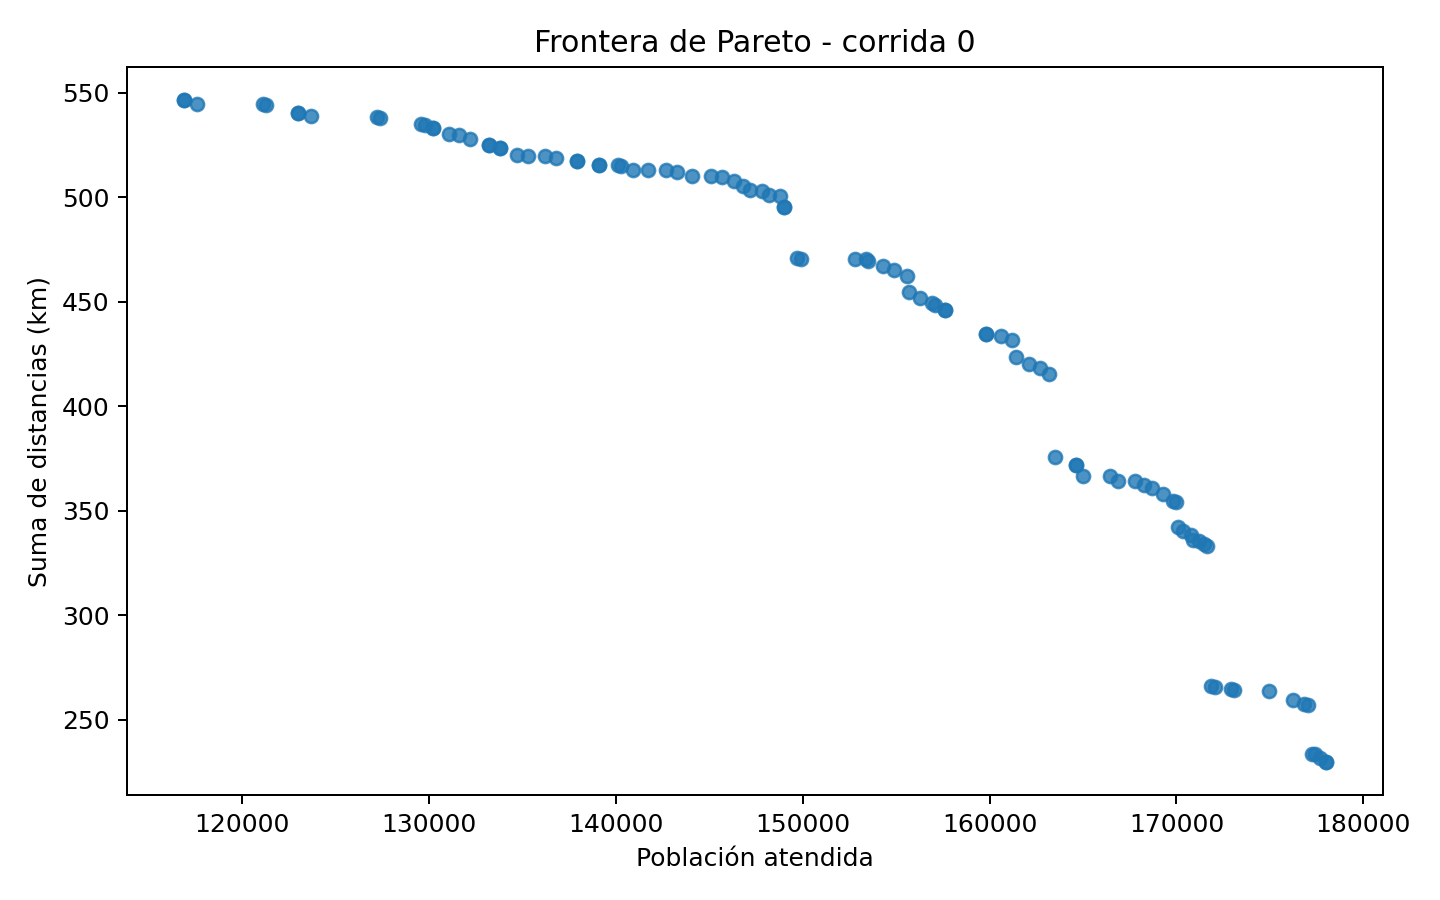 Frontera de Pareto - corrida 0
550
500
450
400
350
300
250
Suma de distancias (km)
120000 130000 140000 150000 160000 170000 180000
Población atendida